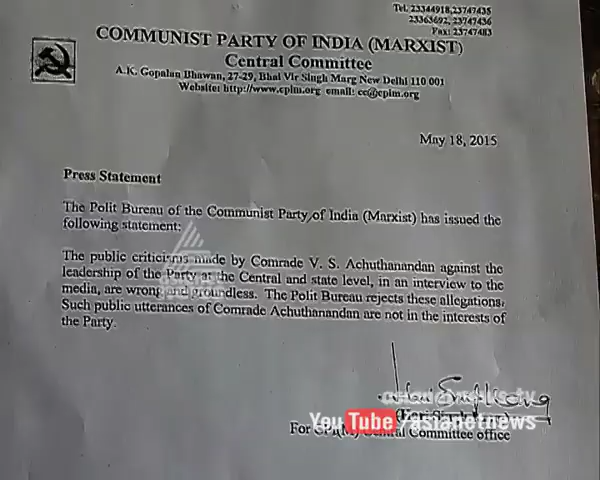 Tel. 23344918,23747435
23363692, 23747436
Fax: 23747483
COMMUNIST PARTY OF INDIA (MARXIST)
Central Committee
A.K. Gopalan Bhawan, 27-29, Bhai Vir Singh Marg New Delhi 110 001
Website: http://www.cpim.org email: cc@cpim.org
May 18, 2015
Press Statement
The Polit Bureau of the Communist Party of India (Marxist) has issued the
following statement:
The public criticisms made by Comrade V. S. Achuthanandan against the
leadership of the Party at the Central and state level, in an interview to the
media, are wrong and groundless. The Polit Bureau rejects these allegations.
Such public utterances of Comrade Achuthanandan are not in the interests of
the Party.
You Tube /asianetnews
For CPI(M) Central Committee office